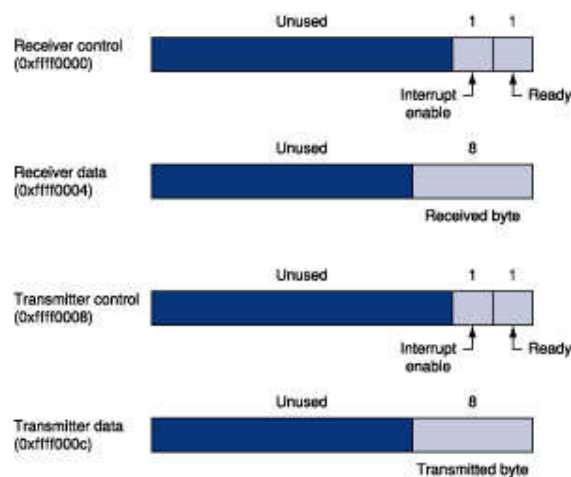 Unused 1 1
Receiver control
(0xffff0000)
Interrupt
enable
Ready
Unused 8
Receiver data
(0xffff0004)
Received byte
Unused 1 1
Transmitter control
(0xffff0008)
Interrupt
enable
Ready
Unused 8
Transmitter data
(0xffff000c)
Transmitted byte